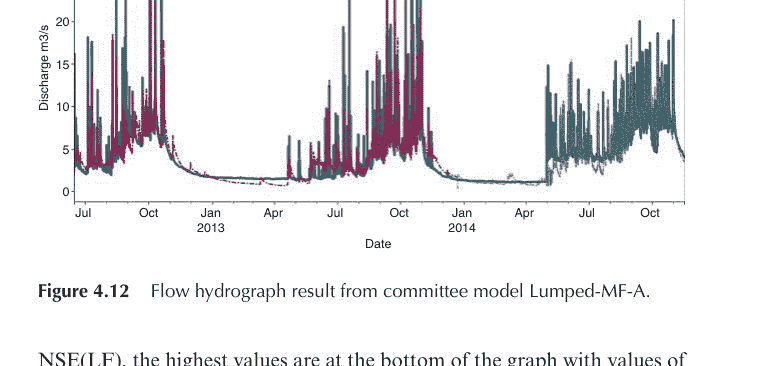 20
15
10
5
0
Discharge m3/s
Jul Oct Jan Apr Jul Oct Jan Apr Jul Oct
2013 2014
Date
Figure 4.12 Flow hydrograph result from committee model Lumped-MF-A.
NSE(LF), the highest values are at the bottom of the graph with values of